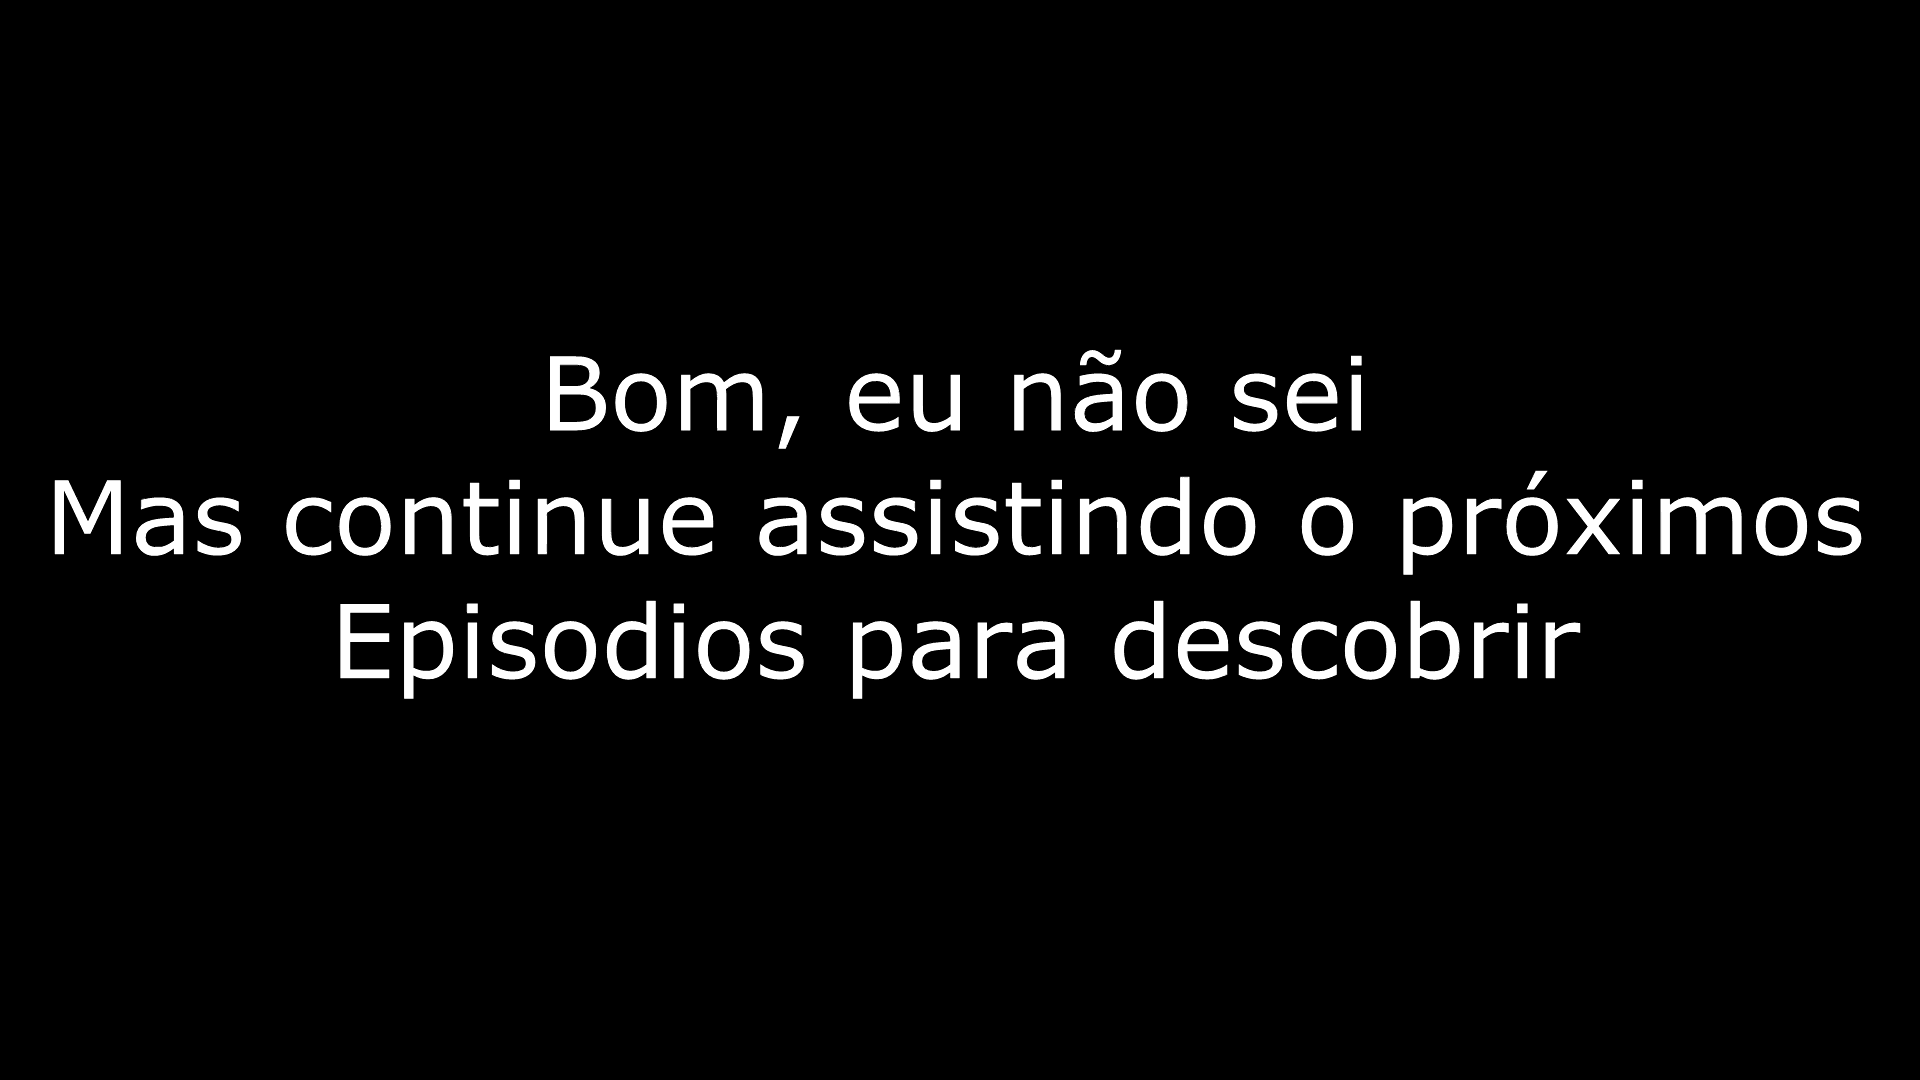 Bom, eu não sei
Mas continue assistindo o próximos
Episodios para descobrir